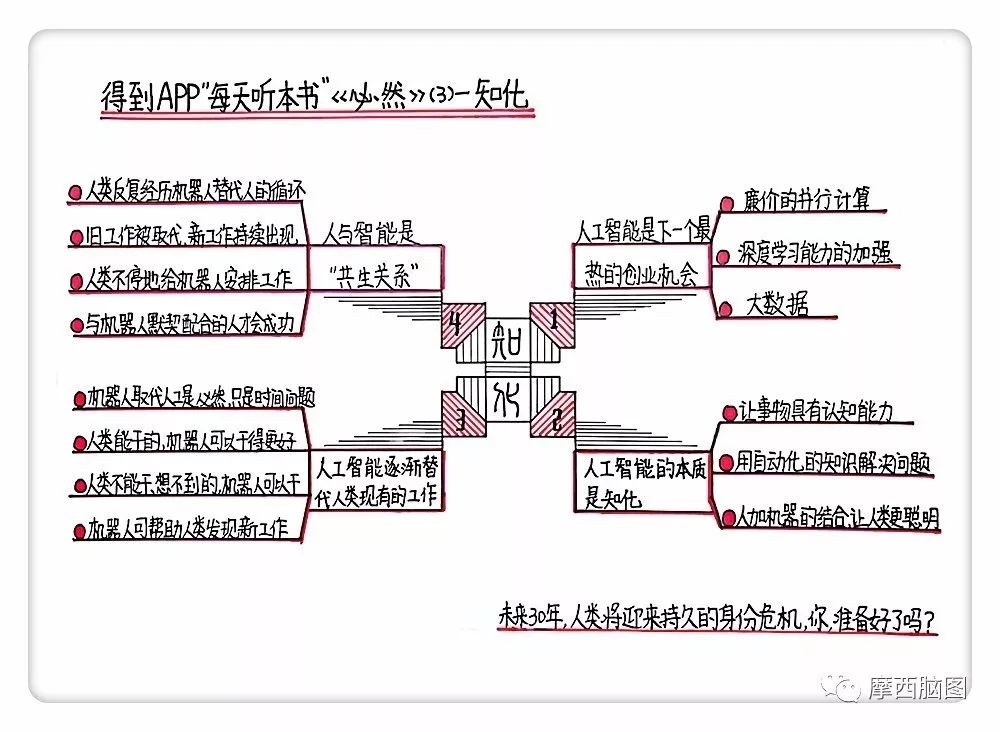 得到APP"每天听本书"《必然》(3)—知化
知化
1
人工智能是下一个最
热的创业机会
廉价的并行计算
深度学习能力的加强
大数据
2
人工智能的本质
是知化
让事物具有认知能力
用自动化的知识解决问题
人加机器的结合,让人类更聪明
3
人工智能逐渐替
代人类现有的工作
机器人取代人工是必然,只是时间问题
人类能干的,机器人可以干得更好
人类不能干、想不到的,机器人可以干
机器人可帮助人类发现新工作
4
人与智能是
"共生关系"
人类反复经历机器人替代人的循环
旧工作被取代,新工作持续出现
人类不停地给机器人安排工作
与机器人默契配合的人才会成功
未来30年,人类将迎来持久的身份危机,你,准备好了吗?
摩西脑图